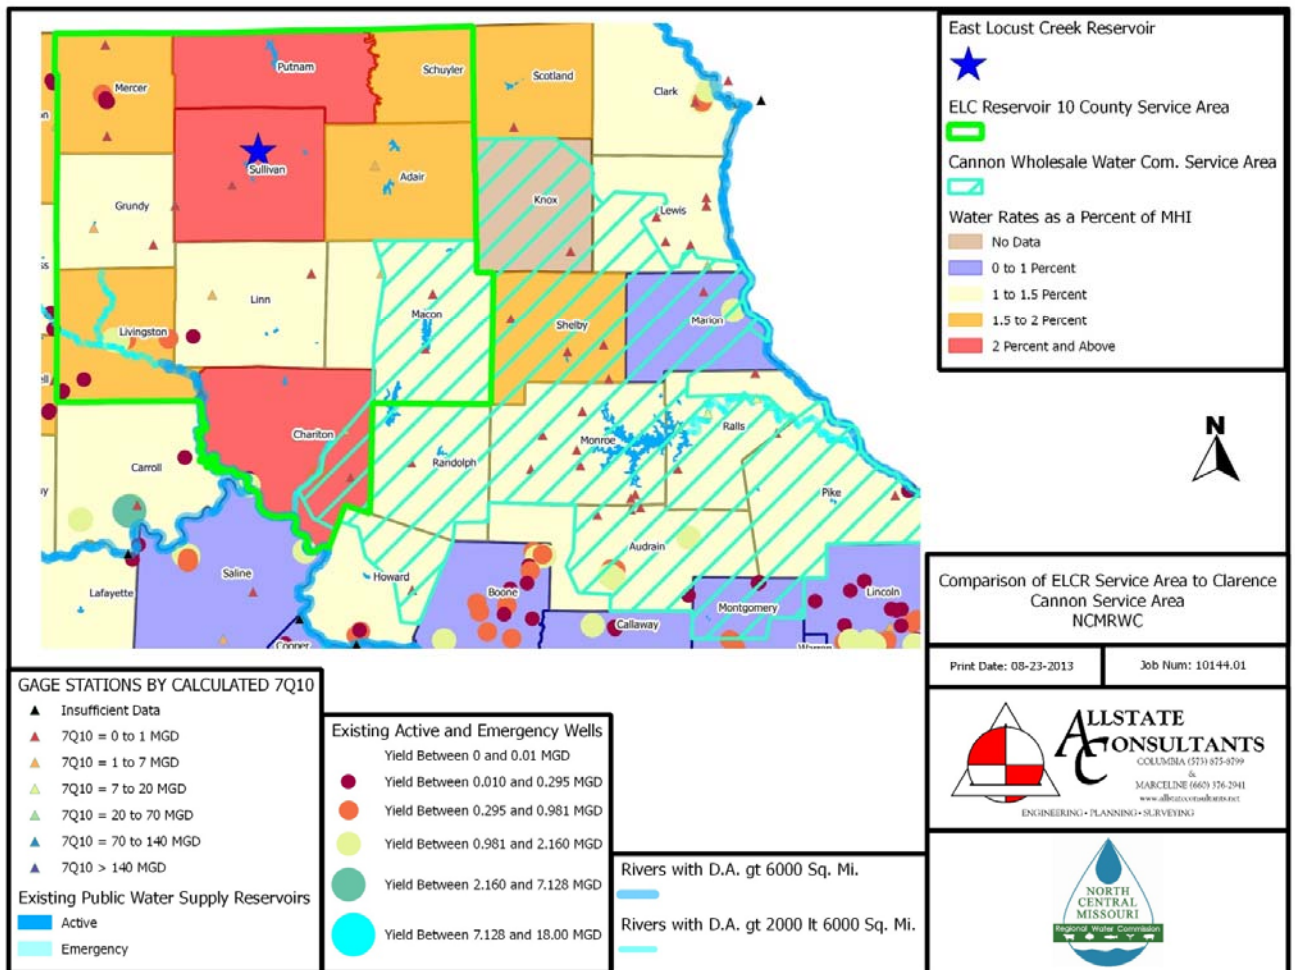 Mercer
Putnam
Schuyler
Scotland
Clark
Sullivan
Adair
Knox
Lewis
Grundy
Linn
Macon
Shelby
Marion
Livingston
Chariton
Randolph
Monroe
Ralls
Pike
Carroll
Audrain
Saline
Howard
Boone
Callaway
Montgomery
Lincoln
Lafayette
Cooper
East Locust Creek Reservoir
ELC Reservoir 10 County Service Area
Cannon Wholesale Water Com. Service Area
Water Rates as a Percent of MHI
No Data
0 to 1 Percent
1 to 1.5 Percent
1.5 to 2 Percent
2 Percent and Above
N
Comparison of ELCR Service Area to Clarence
Cannon Service Area
NCMRWC
Print Date: 08-23-2013
Job Num: 10144.01
ALLSTATE
CONSULTANTS
COLUMBIA (573) 875-8799
&
MARCELINE (660) 376-2941
www.allstateconsultants.net
ENGINEERING • PLANNING • SURVEYING
NORTH
CENTRAL
MISSOURI
Regional Water Commission
GAGE STATIONS BY CALCULATED 7Q10
Insufficient Data
7Q10 = 0 to 1 MGD
7Q10 = 1 to 7 MGD
7Q10 = 7 to 20 MGD
7Q10 = 20 to 70 MGD
7Q10 = 70 to 140 MGD
7Q10 > 140 MGD
Existing Public Water Supply Reservoirs
Active
Emergency
Existing Active and Emergency Wells
Yield Between 0 and 0.01 MGD
Yield Between 0.010 and 0.295 MGD
Yield Between 0.295 and 0.981 MGD
Yield Between 0.981 and 2.160 MGD
Yield Between 2.160 and 7.128 MGD
Yield Between 7.128 and 18.00 MGD
Rivers with D.A. gt 6000 Sq. Mi.
Rivers with D.A. gt 2000 lt 6000 Sq. Mi.